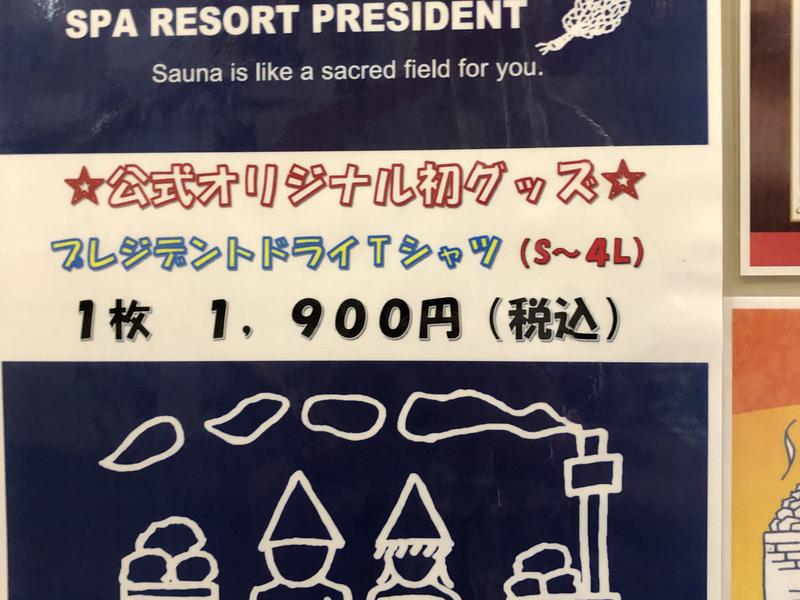 SPA RESORT PRESIDENT
Sauna is like a sacred field for you.
★公式オリジナル初グッズ★
プレジデントドライTシャツ(S〜4L)
1枚 1,900円(税込)